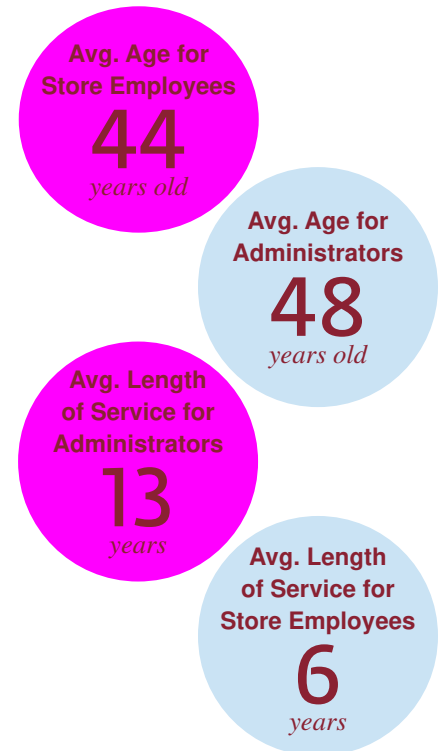 Avg. Age for
Store Employees
44
years old
Avg. Age for
Administrators
48
years old
Avg. Length
of Service for
Administrators
13
years
Avg. Length
of Service for
Store Employees
6
years